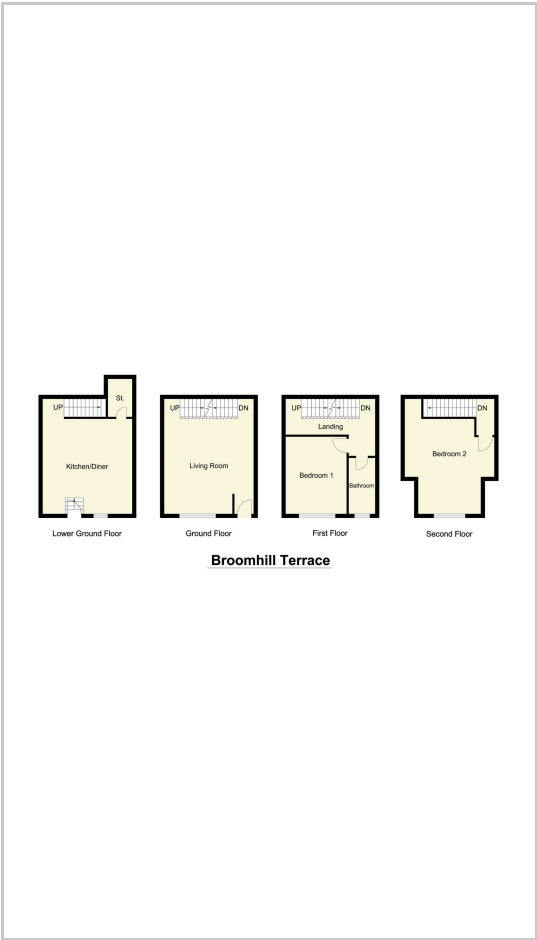 UP
St.
Kitchen/Diner
Lower Ground Floor
UP DN
Living Room
Ground Floor
UP DN
Landing
Bedroom 1
Bathroom
First Floor
DN
Bedroom 2
Second Floor
Broomhill Terrace